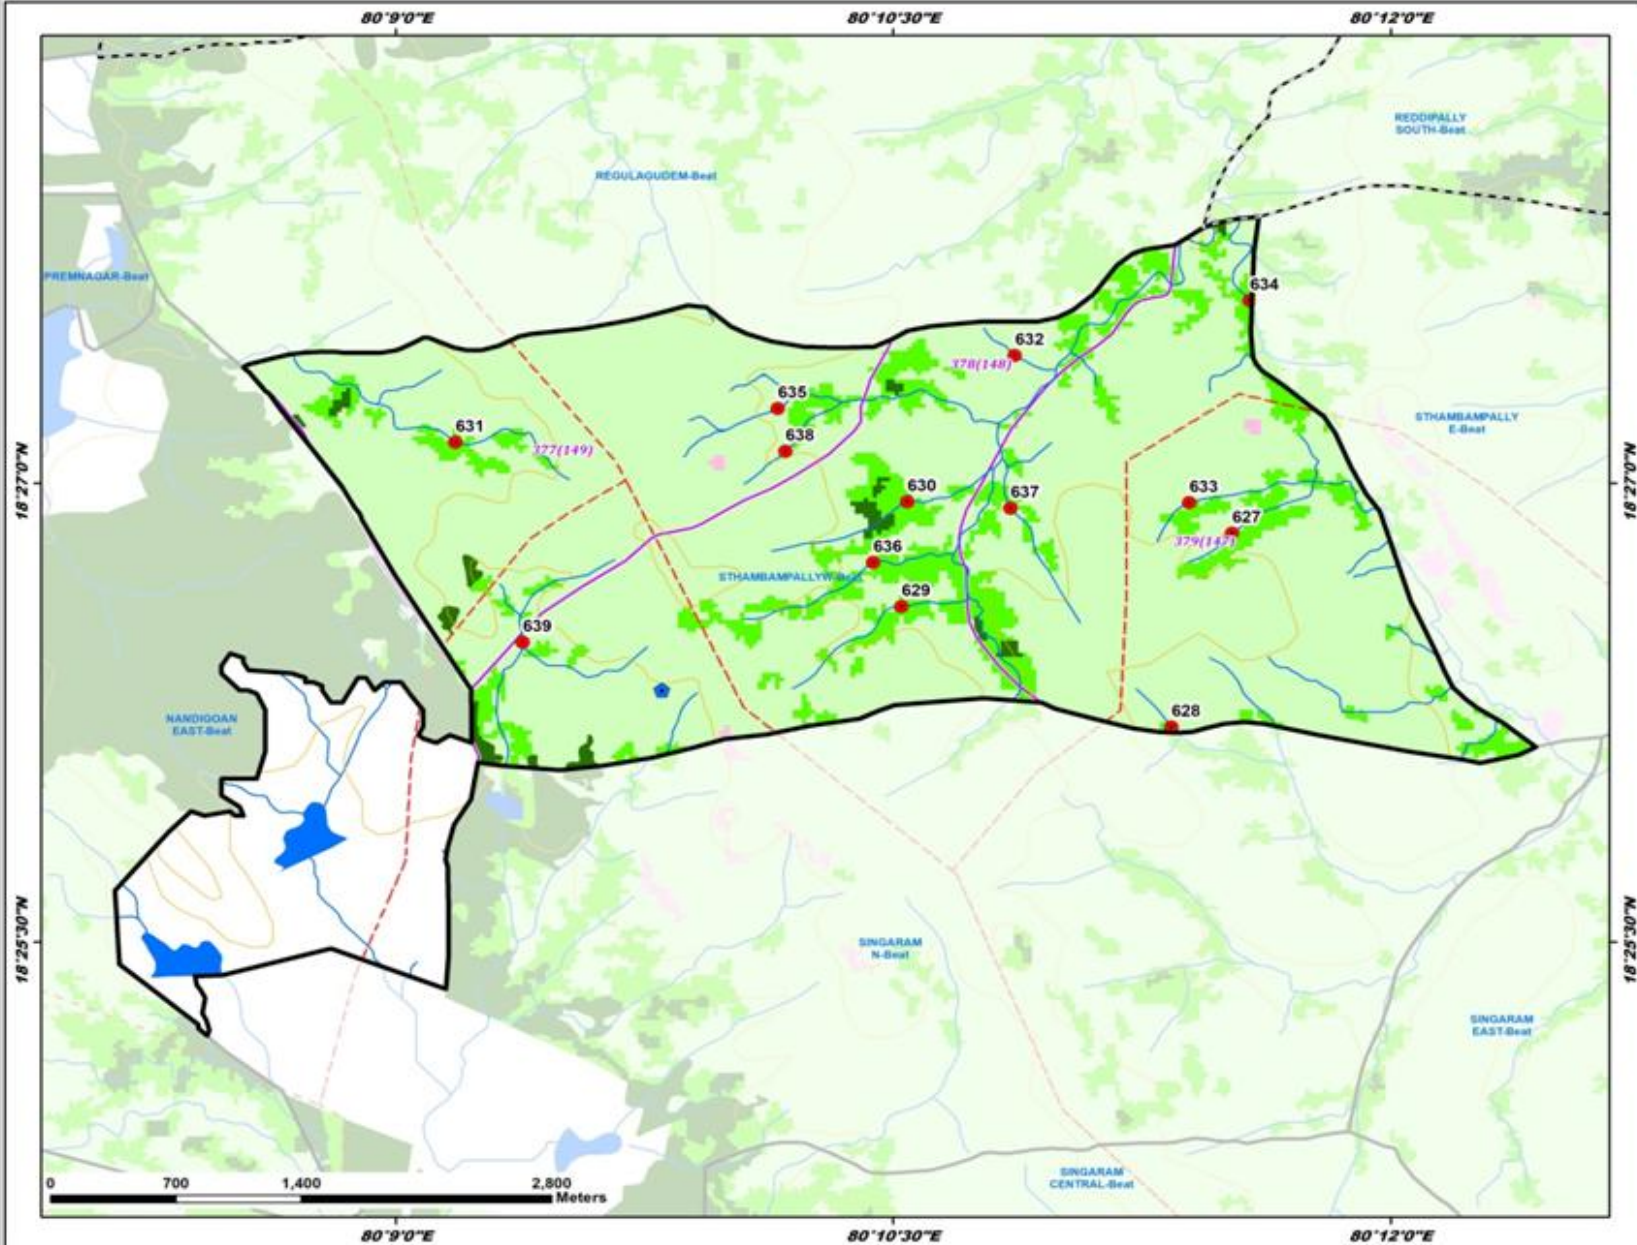 80°9'0"E
80°10'30"E
80°12'0"E
REDDIPALLY
SOUTH-Beat
REGULAGUDEM-Beat
PREMNAGAR-Beat
634
632
378(148)
635
STHAMBAMPALLY
E-Beat
631
638
377(149)
18°27'0"N
18°27'0"N
630
637
633
627
379(147)
636
STHAMBAMPALLYW-Beat
629
639
628
NANDIGOAN
EAST-Beat
18°25'30"N
18°25'30"N
SINGARAM
N-Beat
SINGARAM
EAST-Beat
SINGARAM
CENTRAL-Beat
0 700 1,400 2,800
Meters
80°9'0"E
80°10'30"E
80°12'0"E